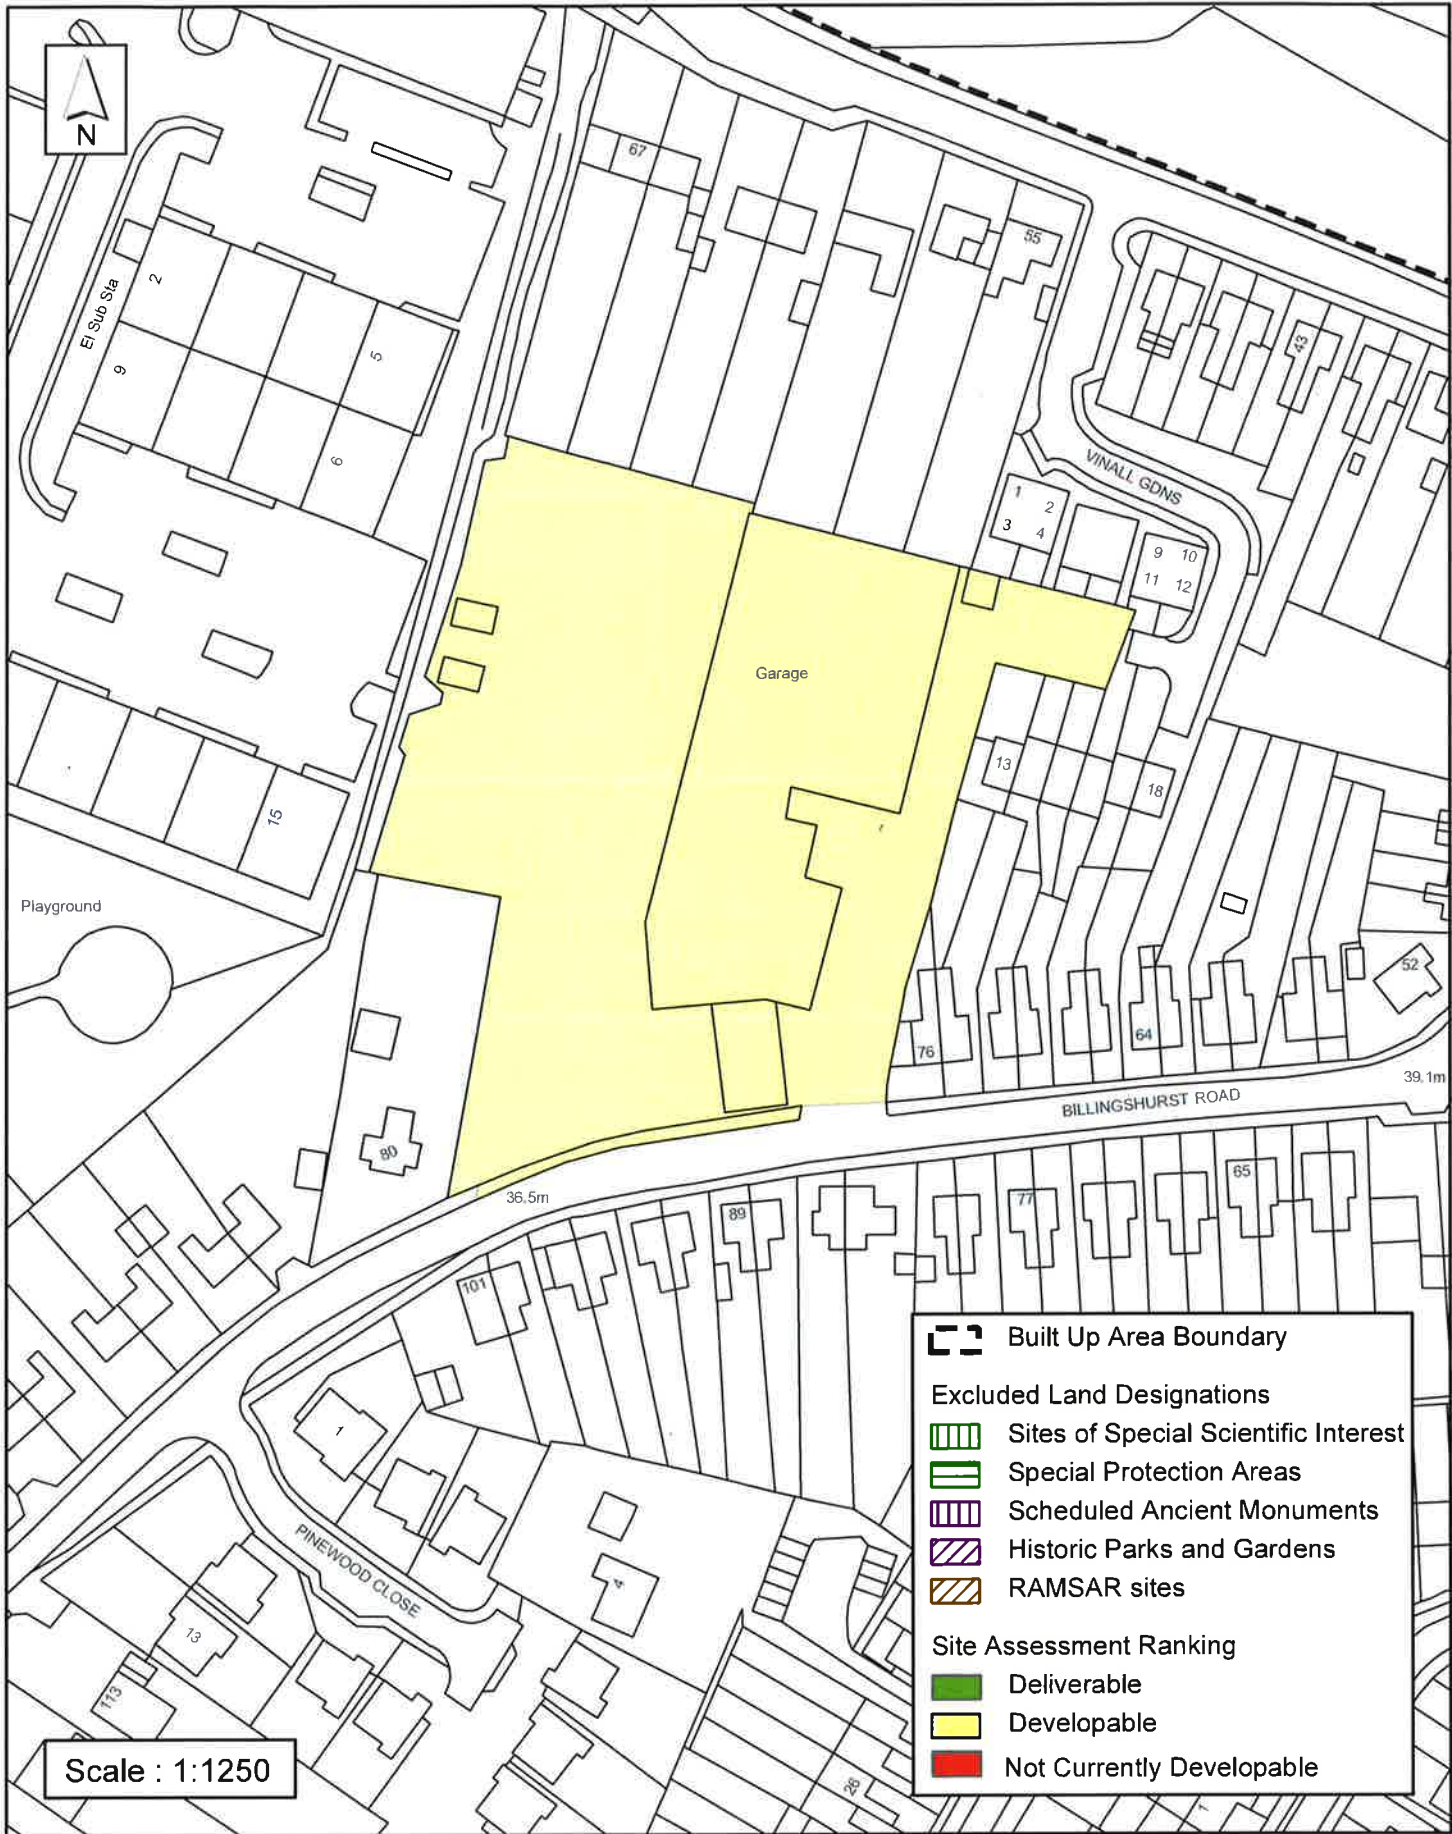 N
67
55
El Sub Sta
2
5
9
6
43
VINALL GDNS
1
2
3
4
9
10
11
12
Garage
13
18
15
Playground
52
76
64
39.1m
BILLINGSHURST ROAD
80
36.5m
89
77
65
101
1
PINEWOOD CLOSE
4
13
113
26
1
Built Up Area Boundary
Excluded Land Designations
Sites of Special Scientific Interest
Special Protection Areas
Scheduled Ancient Monuments
Historic Parks and Gardens
RAMSAR sites
Site Assessment Ranking
Deliverable
Developable
Not Currently Developable
Scale : 1:1250